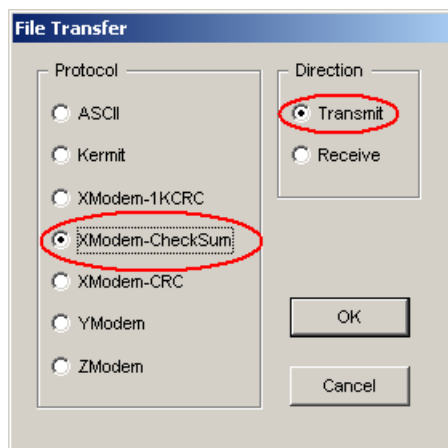 File Transfer
Protocol
ASCII
Kermit
XModem-1KCRC
XModem-CheckSum
XModem-CRC
YModem
ZModem
Direction
Transmit
Receive
OK
Cancel